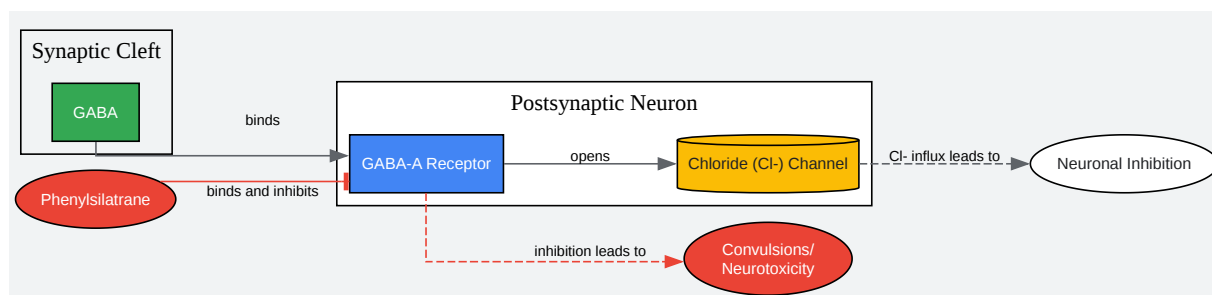 Synaptic Cleft
GABA
binds
Postsynaptic Neuron
GABA-A Receptor
opens
Chloride (Cl-) Channel
Cl- influx leads to
Neuronal Inhibition
Phenylsilatrane
binds and inhibits
inhibition leads to
Convulsions/
Neurotoxicity